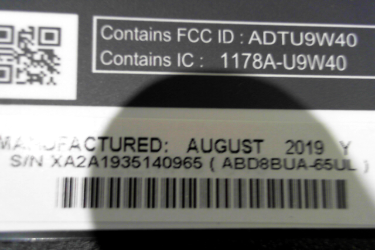 Contains FCC ID : ADTU9W40
Contains IC : 1178A-U9W40
MANUFACTURED: AUGUST 2019 Y
S/N XA2A1935140965 ( ABD8BUA-65UL )